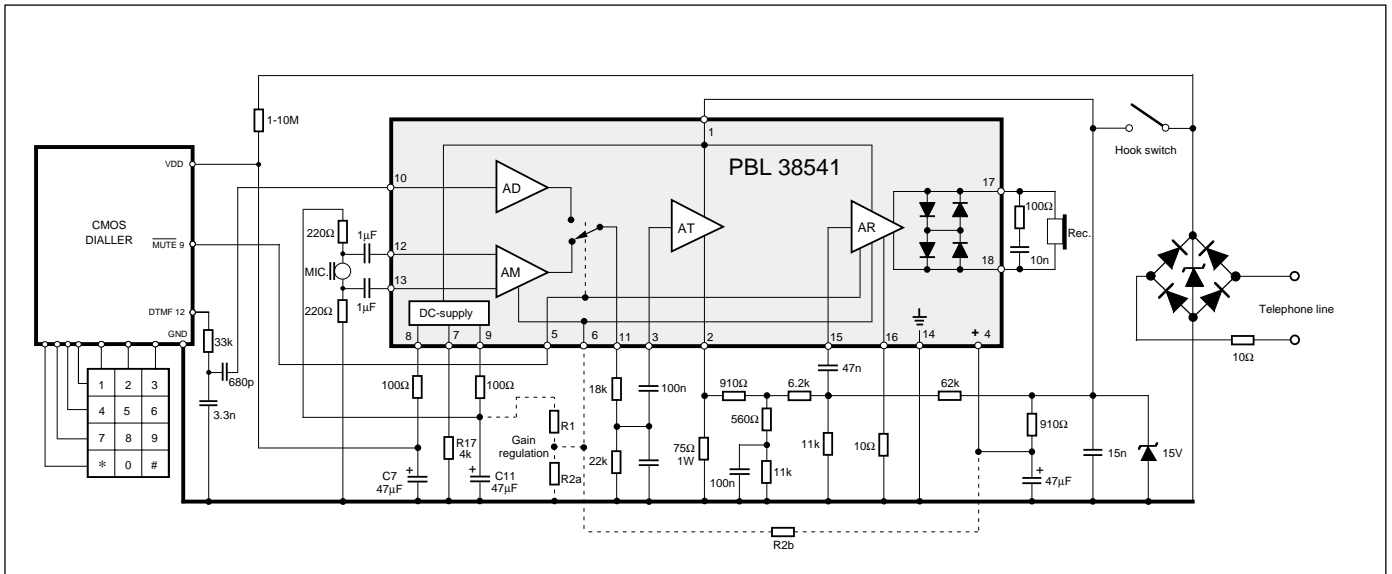 1-10M
Hook switch
PBL 38541
1
VDD
CMOS
DIALLER
MUTE 9
DTMF 12
GND
10
AD
220Ω
1µF
12
MIC.
AM
13
220Ω
1µF
DC-supply
AT
AR
17
100Ω
Rec.
18
10n
Telephone line
10Ω
8
7
9
5
6
11
3
2
15
16
14
+ 4
33k
680p
3.3n
1 2 3
4 5 6
7 8 9
* 0 #
100Ω
100Ω
R17
4k
+
C7
47µF
+
C11
47µF
Gain
regulation
R1
R2a
18k
22k
100n
75Ω
1W
910Ω
560Ω
6.2k
100n
11k
47n
11k
10Ω
62k
910Ω
+
47µF
15n
15V
R2b